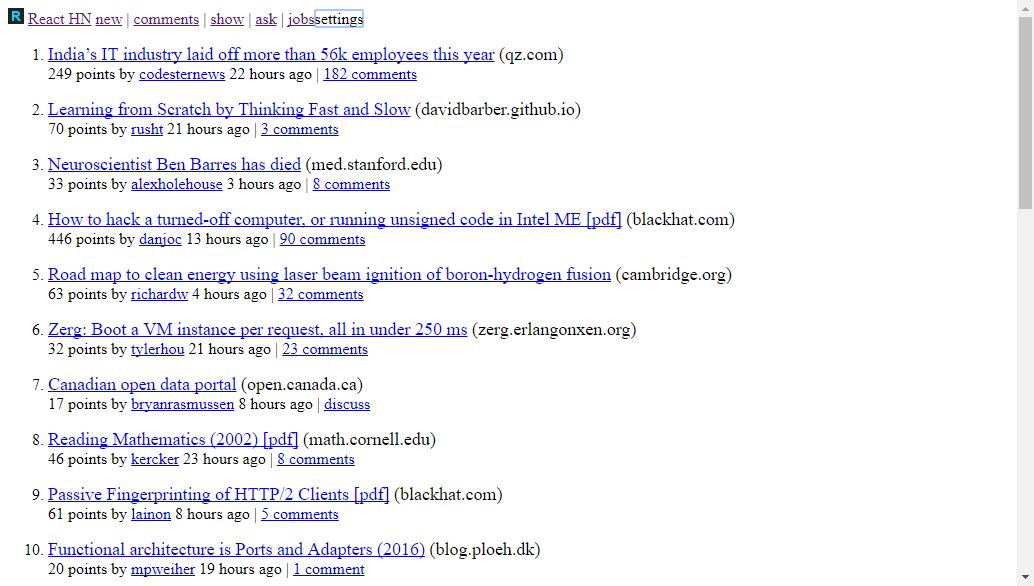 R React HN new | comments | show | ask | jobssettings
1. India’s IT industry laid off more than 56k employees this year (qz.com)
249 points by codesternews 22 hours ago | 182 comments
2. Learning from Scratch by Thinking Fast and Slow (davidbarber.github.io)
70 points by rusht 21 hours ago | 3 comments
3. Neuroscientist Ben Barres has died (med.stanford.edu)
33 points by alexholehouse 3 hours ago | 8 comments
4. How to hack a turned-off computer, or running unsigned code in Intel ME [pdf] (blackhat.com)
446 points by danjoc 13 hours ago | 90 comments
5. Road map to clean energy using laser beam ignition of boron-hydrogen fusion (cambridge.org)
63 points by richardw 4 hours ago | 32 comments
6. Zerg: Boot a VM instance per request, all in under 250 ms (zerg.erlangonxen.org)
32 points by tylerhou 21 hours ago | 23 comments
7. Canadian open data portal (open.canada.ca)
17 points by bryanrasmussen 8 hours ago | discuss
8. Reading Mathematics (2002) [pdf] (math.cornell.edu)
46 points by kercker 23 hours ago | 8 comments
9. Passive Fingerprinting of HTTP/2 Clients [pdf] (blackhat.com)
61 points by lainon 8 hours ago | 5 comments
10. Functional architecture is Ports and Adapters (2016) (blog.ploeh.dk)
20 points by mpweiher 19 hours ago | 1 comment